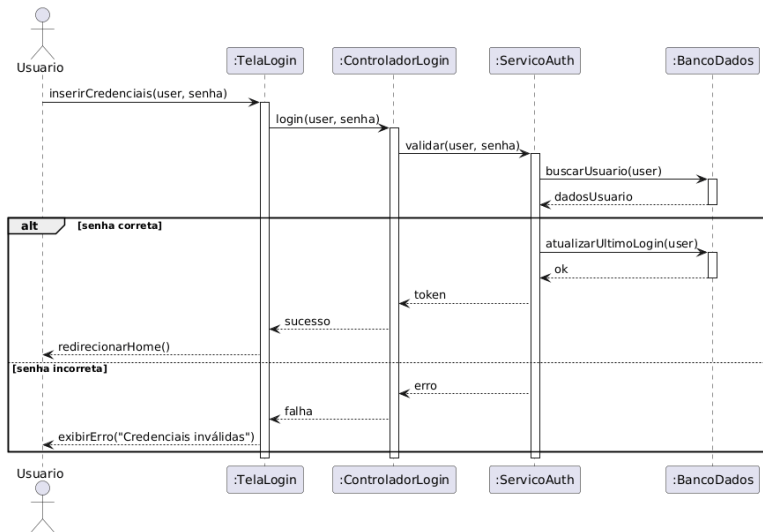 Usuario
:TelaLogin
:ControladorLogin
:ServicoAuth
:BancoDados
inserirCredenciais(user, senha)
login(user, senha)
validar(user, senha)
buscarUsuario(user)
dadosUsuario
alt
[senha correta]
atualizarUltimoLogin(user)
ok
token
sucesso
redirecionarHome()
[senha incorreta]
erro
falha
exibirErro("Credenciais inválidas")
Usuario
:TelaLogin
:ControladorLogin
:ServicoAuth
:BancoDados